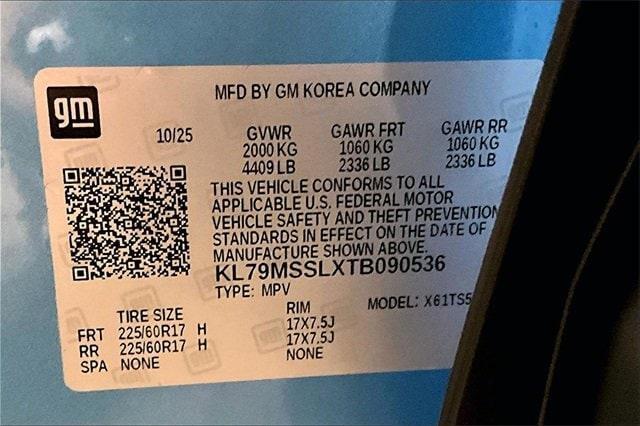 gm
MFD BY GM KOREA COMPANY
10/25 GVWR GAWR FRT GAWR RR
2000 KG 1060 KG 1060 KG
4409 LB 2336 LB 2336 LB
THIS VEHICLE CONFORMS TO ALL
APPLICABLE U.S. FEDERAL MOTOR
VEHICLE SAFETY AND THEFT PREVENTION
STANDARDS IN EFFECT ON THE DATE OF
MANUFACTURE SHOWN ABOVE.
KL79MSSLXTB090536
TYPE: MPV
TIRE SIZE RIM MODEL: X61TS5
FRT 225/60R17 H 17X7.5J
RR 225/60R17 H 17X7.5J
SPA NONE NONE